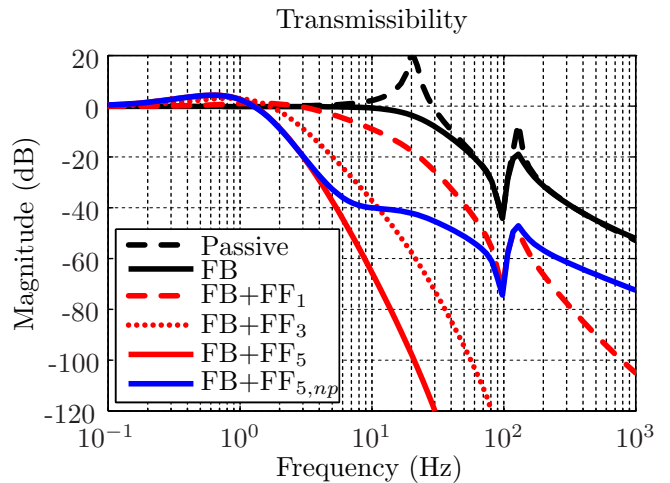 Transmissibility
Magnitude (dB)
20
0
-20
-40
-60
-80
-100
-120
Passive
FB
FB+FF₁
FB+FF₃
FB+FF₅
FB+FF₅,ₙₚ
10⁻¹
10⁰
10¹
10²
10³
Frequency (Hz)